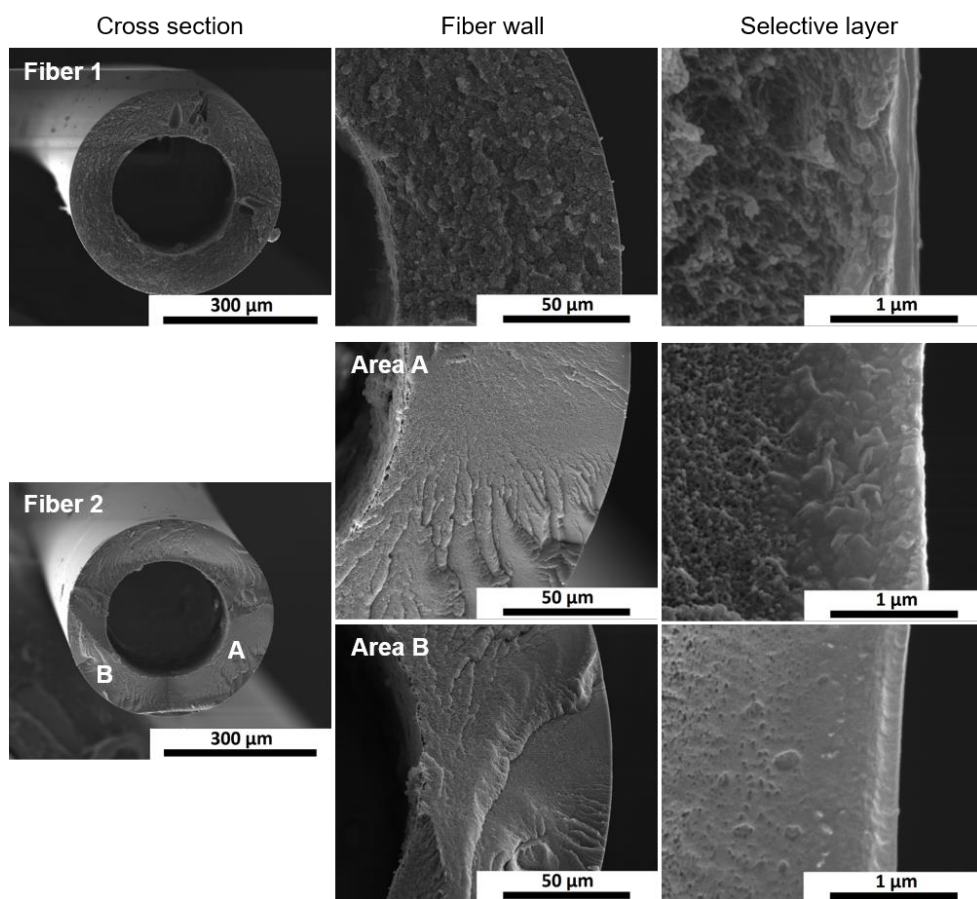 Cross section
Fiber wall
Selective layer
Fiber 1
300 µm
50 µm
1 µm
Area A
50 µm
1 µm
Fiber 2
A
B
300 µm
Area B
50 µm
1 µm